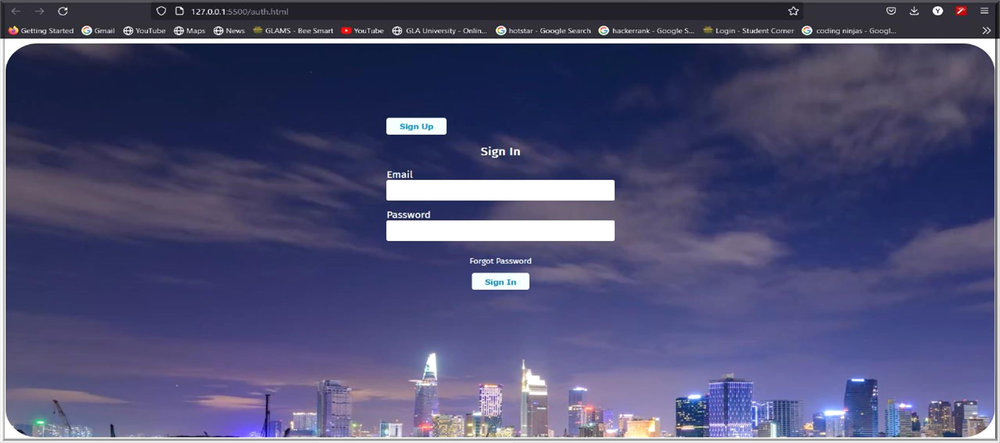 127.0.0.1:5500/auth.html
Y
Getting Started Gmail YouTube Maps News GLAMS - Bee Smart YouTube GLA University - Onlin... hotstar - Google Search hackerrank - Google S... Login - Student Corner coding ninjas - Googl...
Sign Up
Sign In
Email
Password
Forgot Password
Sign In